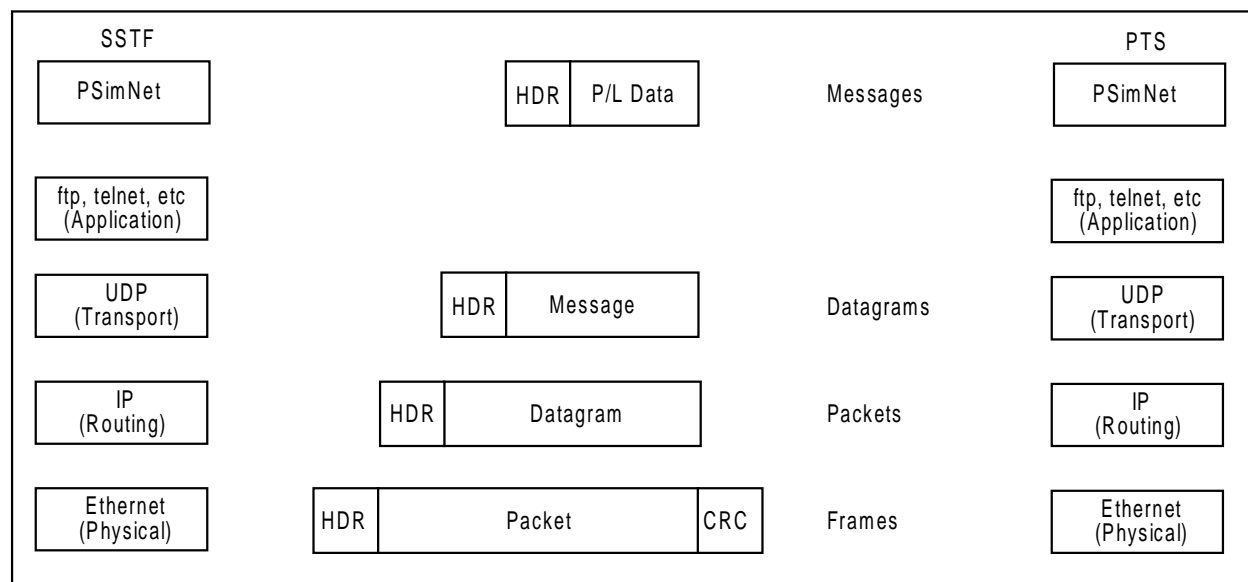 SSTF
PTS
PSimNet
HDR
P/L Data
Messages
PSimNet
ftp, telnet, etc
(Application)
ftp, telnet, etc
(Application)
UDP
(Transport)
HDR
Message
Datagrams
UDP
(Transport)
IP
(Routing)
HDR
Datagram
Packets
IP
(Routing)
Ethernet
(Physical)
HDR
Packet
CRC
Frames
Ethernet
(Physical)